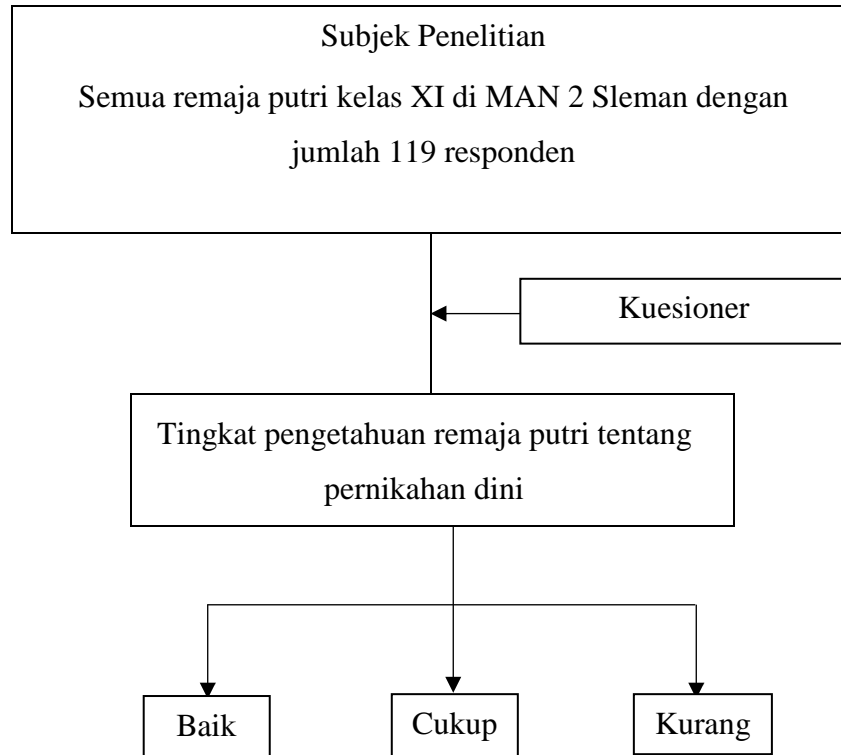 Subjek Penelitian
Semua remaja putri kelas XI di MAN 2 Sleman dengan
jumlah 119 responden
Kuesioner
Tingkat pengetahuan remaja putri tentang
pernikahan dini
Baik
Cukup
Kurang